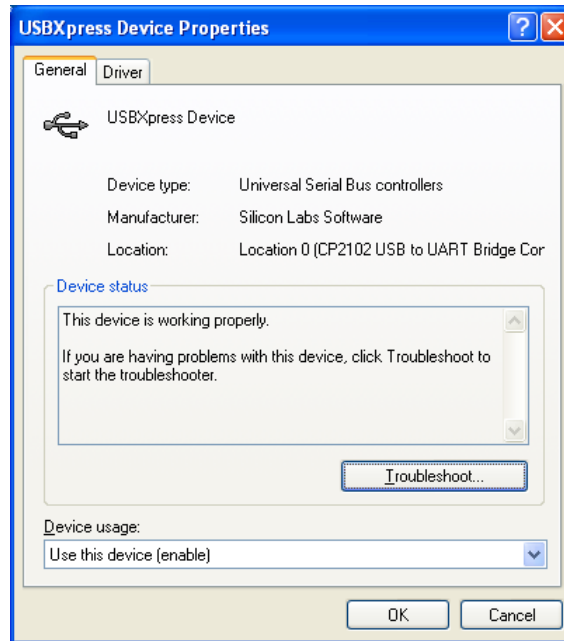 USBXpress Device Properties
General
Driver
USBXpress Device
Device type: Universal Serial Bus controllers
Manufacturer: Silicon Labs Software
Location: Location 0 (CP2102 USB to UART Bridge Cor
Device status
This device is working properly.
If you are having problems with this device, click Troubleshoot to
start the troubleshooter.
Troubleshoot...
Device usage:
Use this device (enable)
OK
Cancel